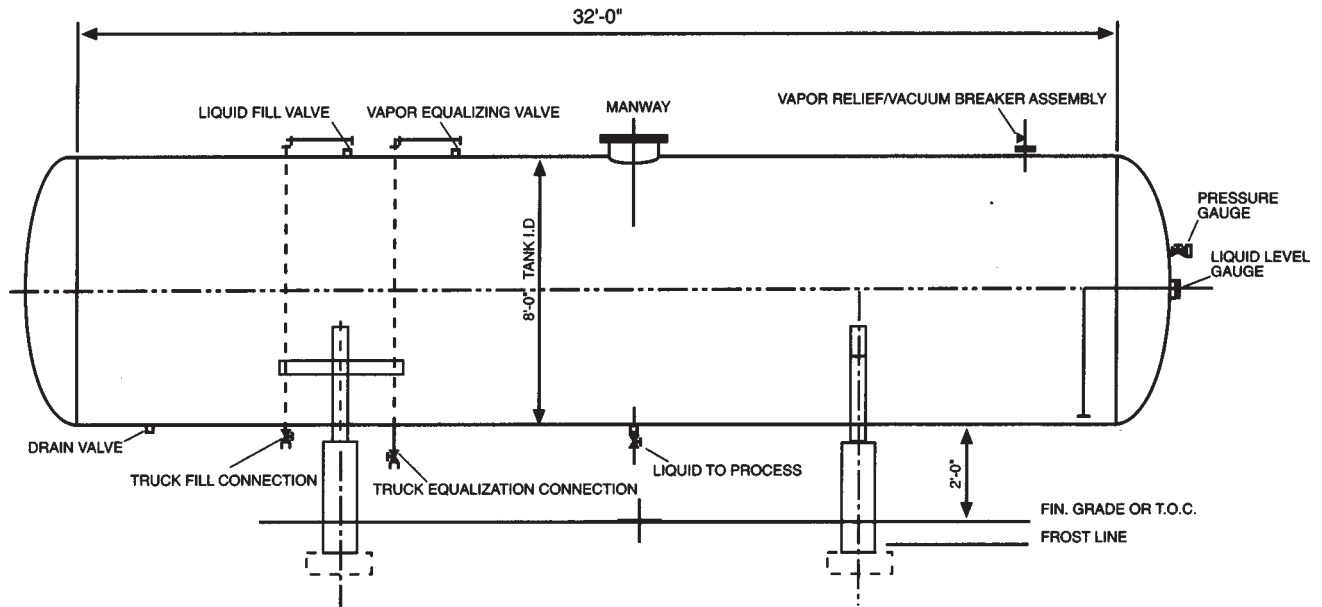 32'-0"
LIQUID FILL VALVE
VAPOR EQUALIZING VALVE
MANWAY
VAPOR RELIEF/VACUUM BREAKER ASSEMBLY
PRESSURE
GAUGE
LIQUID LEVEL
GAUGE
8'-0" TANK I.D
DRAIN VALVE
TRUCK FILL CONNECTION
TRUCK EQUALIZATION CONNECTION
LIQUID TO PROCESS
2'-0"
FIN. GRADE OR T.O.C.
FROST LINE